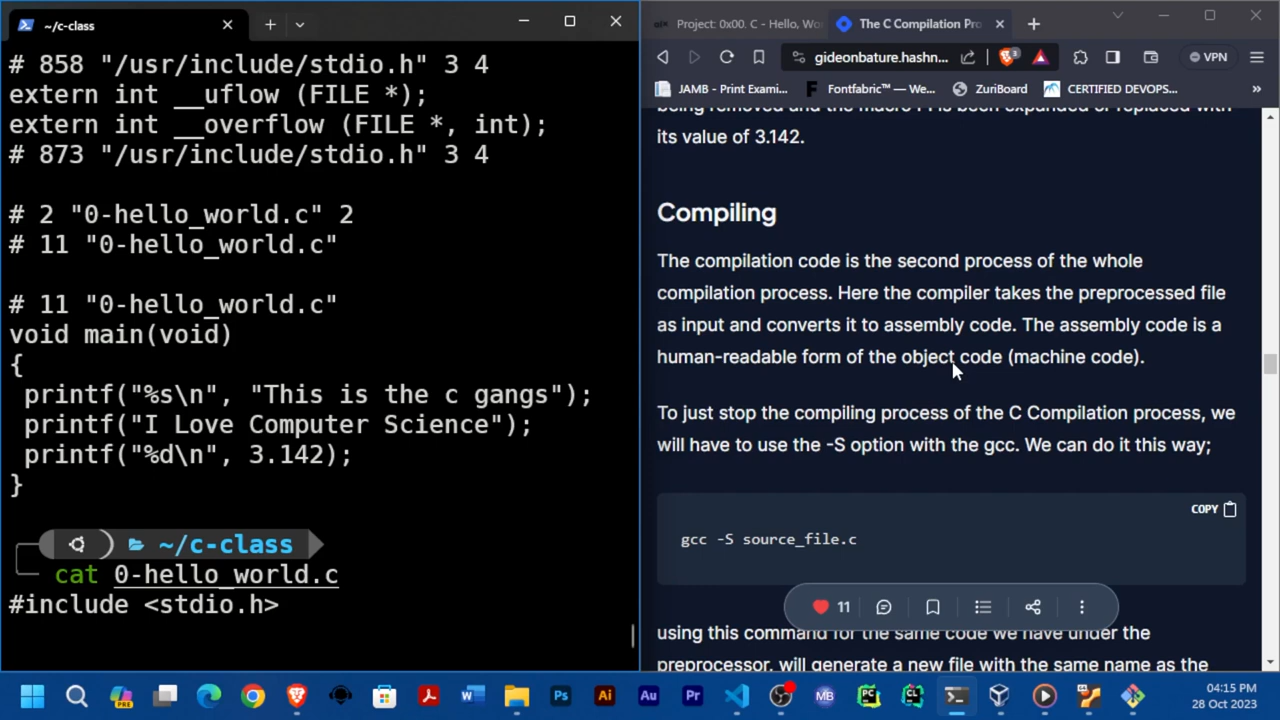 ~/c-class
# 858 "/usr/include/stdio.h" 3 4
extern int __uflow (FILE *);
extern int __overflow (FILE *, int);
# 873 "/usr/include/stdio.h" 3 4
# 2 "0-hello_world.c" 2
# 11 "0-hello_world.c"
# 11 "0-hello_world.c"
void main(void)
{
printf("%s\n", "This is the c gangs");
printf("I Love Computer Science");
printf("%d\n", 3.142);
}
~/c-class
cat 0-hello_world.c
#include <stdio.h>
Project: 0x00. C - Hello, Wo
The C Compilation Pro
gideonbature.hashn...
3
VPN
JAMB - Print Exami...
Fontfabric™ — We...
ZuriBoard
CERTIFIED DEVOPS...
its value of 3.142.
Compiling
The compilation code is the second process of the whole
compilation process. Here the compiler takes the preprocessed file
as input and converts it to assembly code. The assembly code is a
human-readable form of the object code (machine code).
To just stop the compiling process of the C Compilation process, we
will have to use the -S option with the gcc. We can do it this way;
COPY
gcc -S source_file.c
11
using this command for the same code we have under the
preprocessor, will generate a new file with the same name as the
PRE
Ps
Ai
Au
Pr
MB
PC
CL
04:15 PM
28 Oct 2023